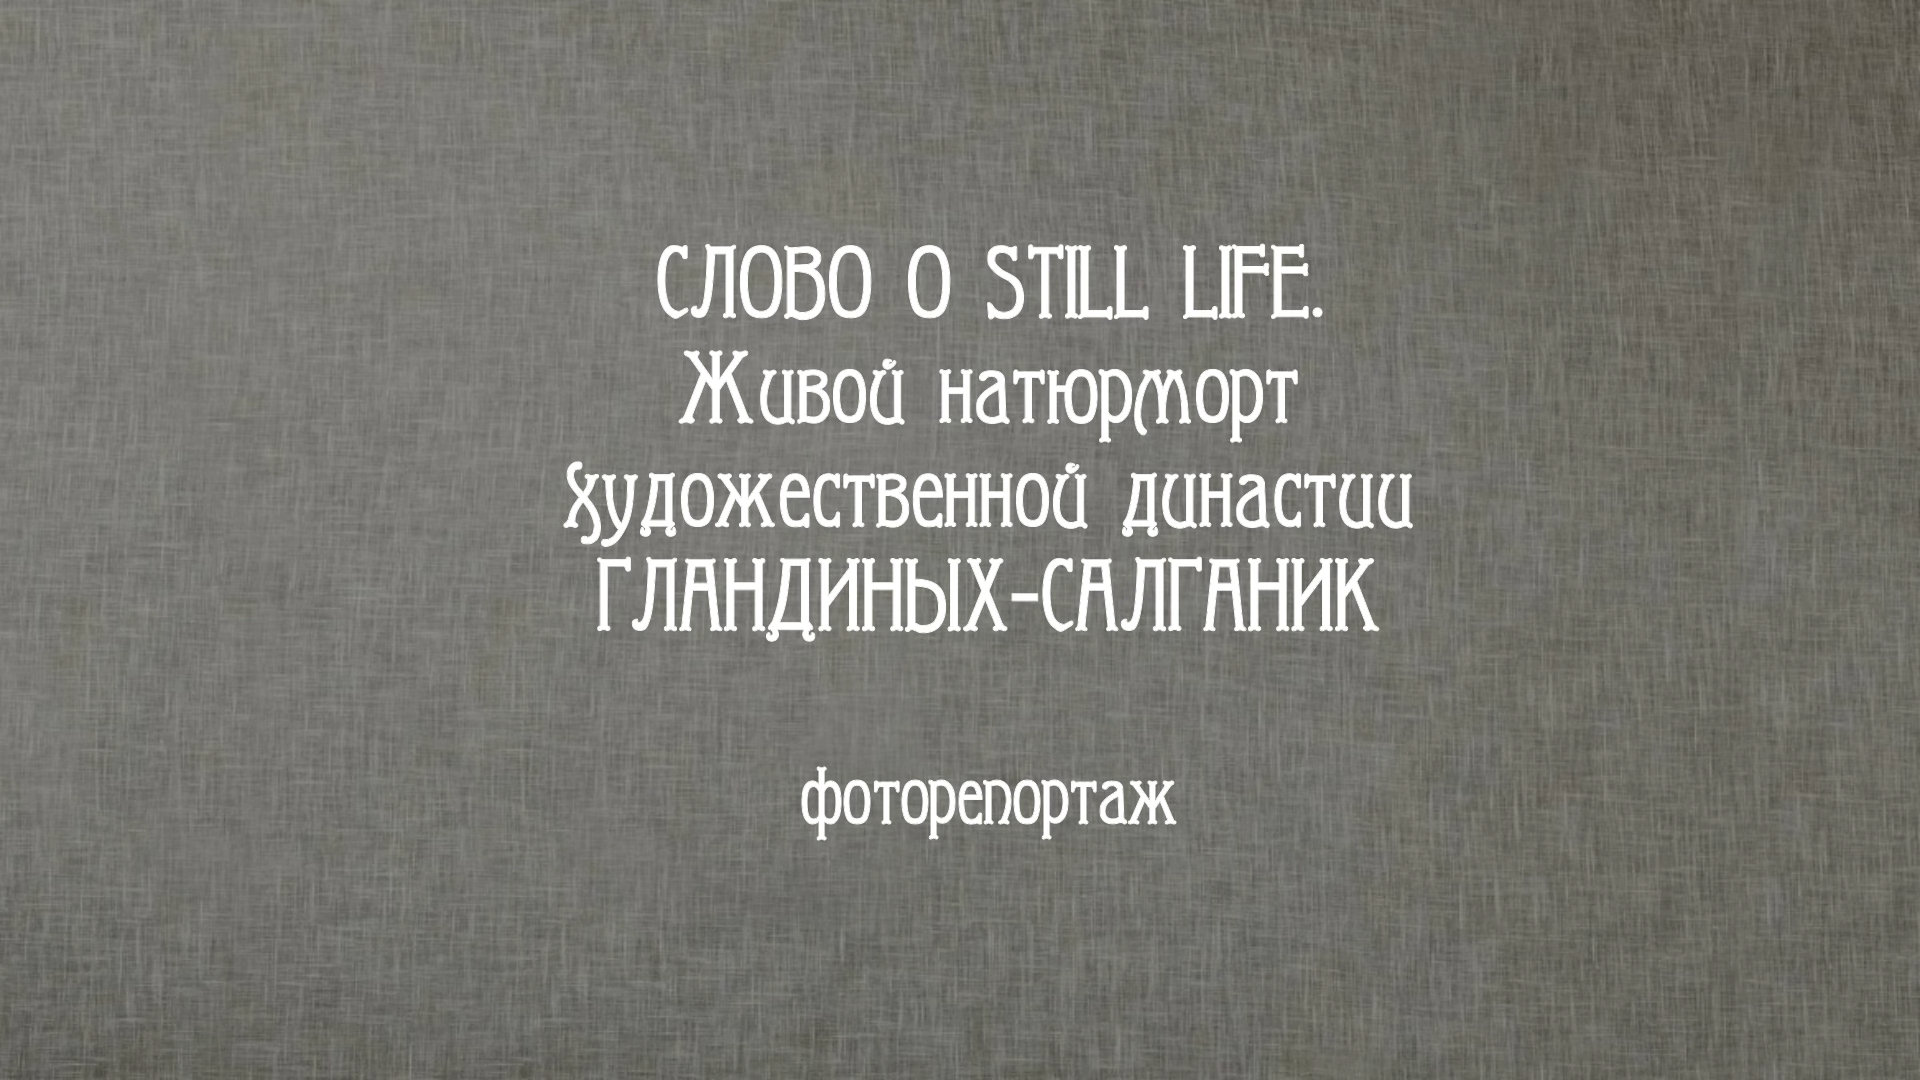 СЛОВО О STILL LIFE.
Живой натюрморт
художественной династии
ГЛАНДИНЫХ-САЛГАНИК
фоторепортаж